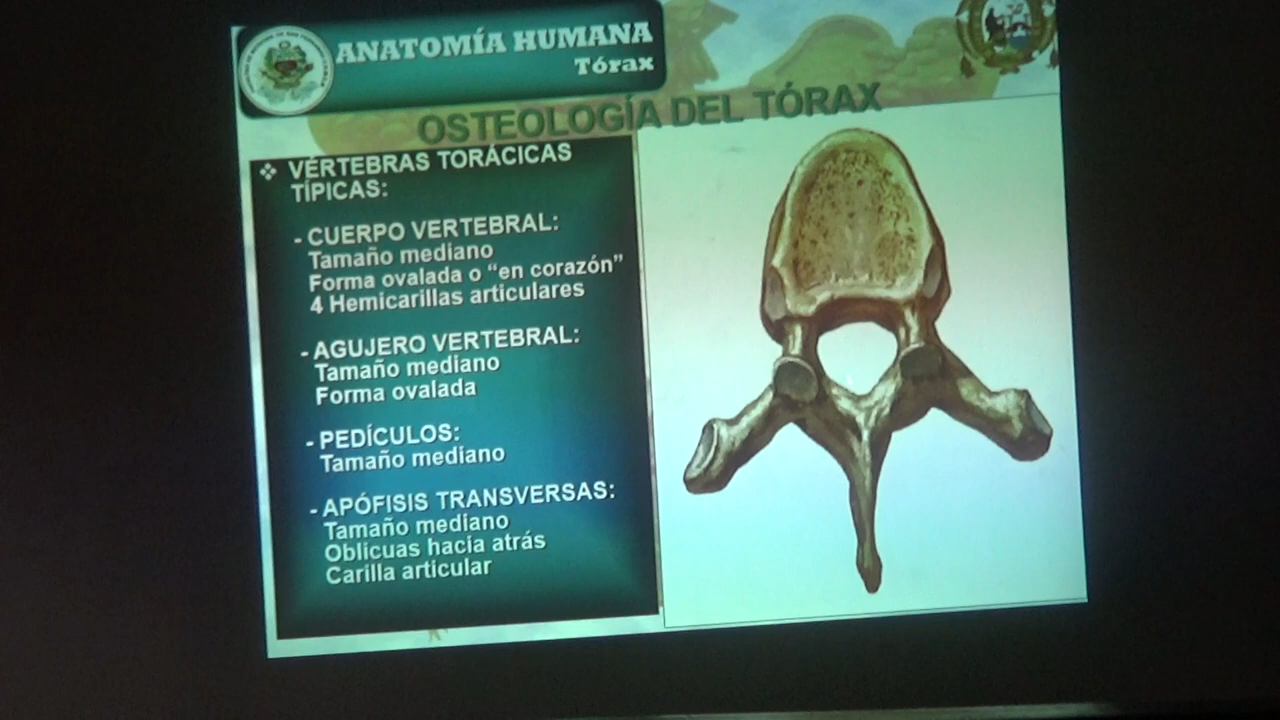 ANATOMÍA HUMANA
Tórax
OSTEOLOGÍA DEL TÓRAX
❖ VÉRTEBRAS TORÁCICAS
TÍPICAS:
- CUERPO VERTEBRAL:
Tamaño mediano
Forma ovalada o “en corazón”
4 Hemicarillas articulares
- AGUJERO VERTEBRAL:
Tamaño mediano
Forma ovalada
- PEDÍCULOS:
Tamaño mediano
- APÓFISIS TRANSVERSAS:
Tamaño mediano
Oblicuas hacia atrás
Carilla articular